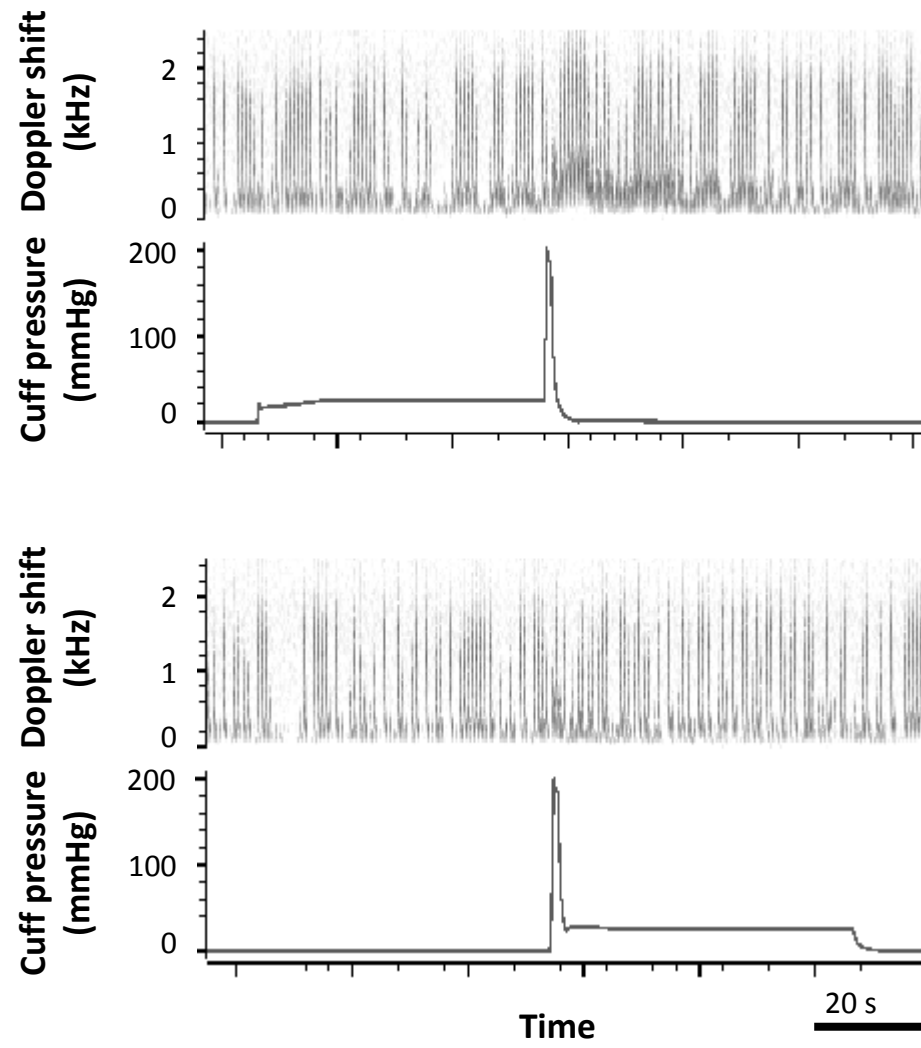 Doppler shift
(kHz)
2
1
0
Cuff pressure
(mmHg)
200
100
0
Doppler shift
(kHz)
2
1
0
Cuff pressure
(mmHg)
200
100
0
Time
20 s